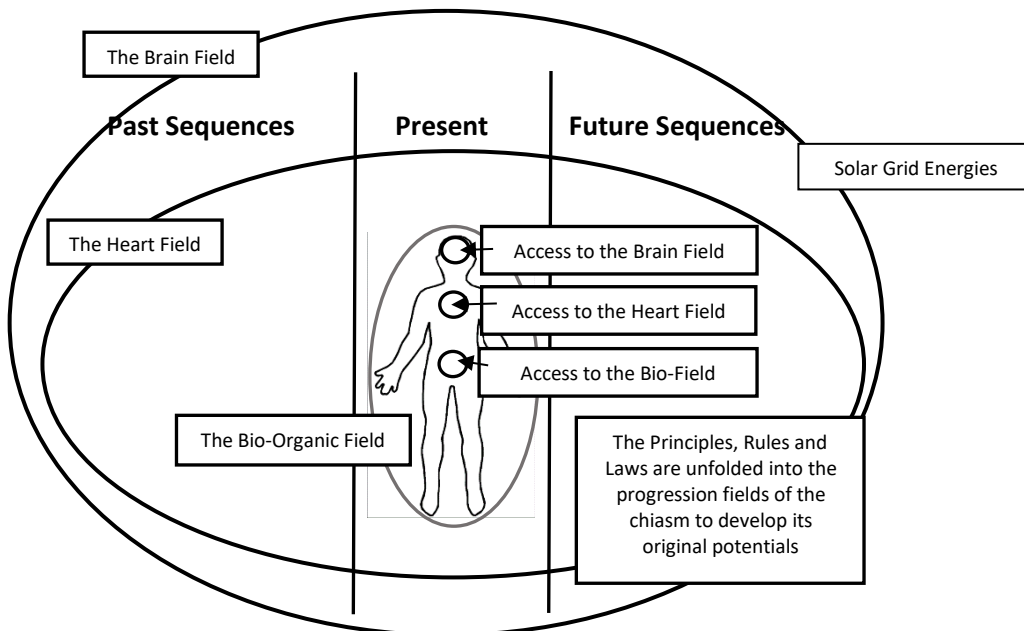 The Brain Field
Past Sequences
Present
Future Sequences
Solar Grid Energies
The Heart Field
Access to the Brain Field
Access to the Heart Field
Access to the Bio-Field
The Bio-Organic Field
The Principles, Rules and
Laws are unfolded into the
progression fields of the
chiasm to develop its
original potentials